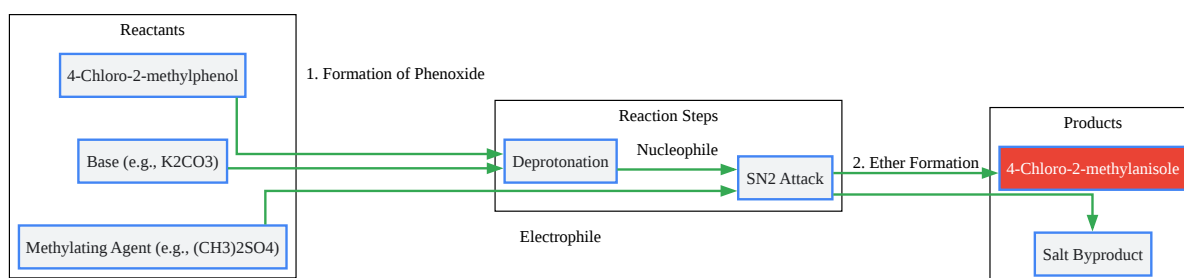 Reactants
4-Chloro-2-methylphenol
1. Formation of Phenoxide
Base (e.g., K2CO3)
Methylating Agent (e.g., (CH3)2SO4)
Reaction Steps
Deprotonation
Nucleophile
SN2 Attack
Electrophile
2. Ether Formation
Products
4-Chloro-2-methylanisole
Salt Byproduct